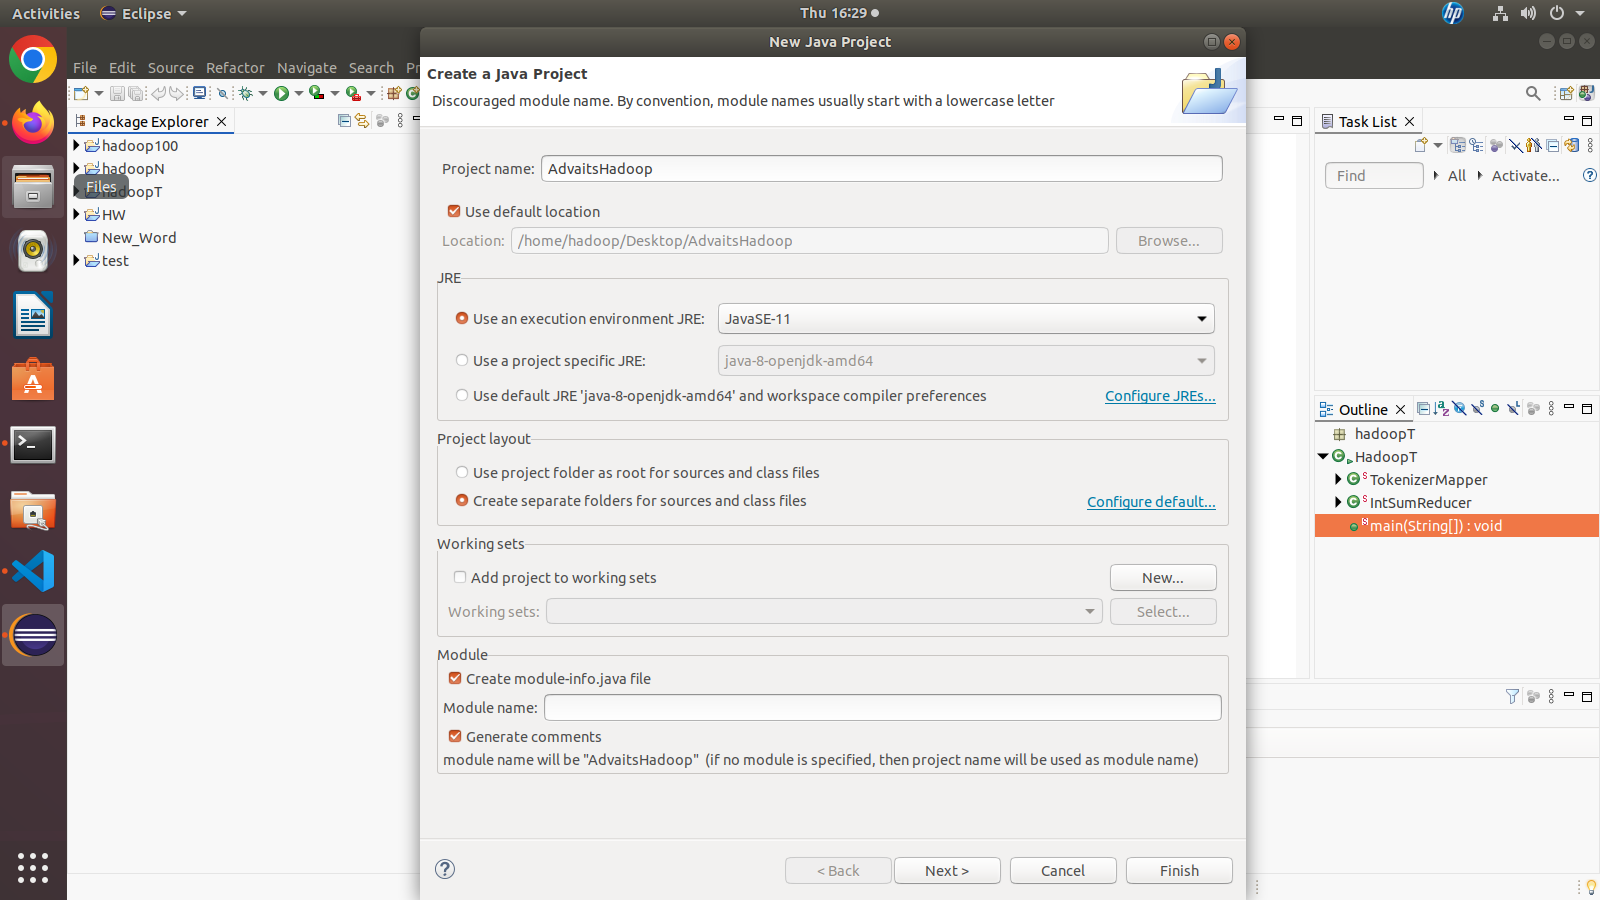 Activities
Eclipse
Thu 16:29
hp
New Java Project
File Edit Source Refactor Navigate Search Pr
Create a Java Project
Discouraged module name. By convention, module names usually start with a lowercase letter
Package Explorer
hadoop100
hadoopN
hadoopT
Files
HW
New_Word
test
Project name: AdvaitsHadoop
Use default location
Location: /home/hadoop/Desktop/AdvaitsHadoop Browse...
JRE
Use an execution environment JRE: JavaSE-11
Use a project specific JRE: java-8-openjdk-amd64
Use default JRE 'java-8-openjdk-amd64' and workspace compiler preferences Configure JREs...
Project layout
Use project folder as root for sources and class files
Create separate folders for sources and class files Configure default...
Working sets
Add project to working sets New...
Working sets: Select...
Module
Create module-info.java file
Module name:
Generate comments
module name will be "AdvaitsHadoop" (if no module is specified, then project name will be used as module name)
< Back Next > Cancel Finish
Task List
Find All Activate...
Outline
hadoopT
HadoopT
TokenizerMapper
IntSumReducer
main(String[]) : void